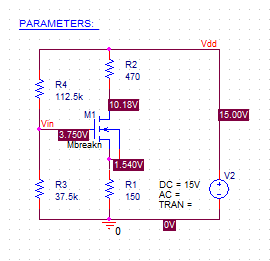 PARAMETERS:
Vdd
R4
112.5k
R2
470
10.18V
M1
15.00V
Vin
3.750V
Mbreakn
1.540V
V2
R3
37.5k
R1
150
DC = 15V
AC =
TRAN =
0
0V